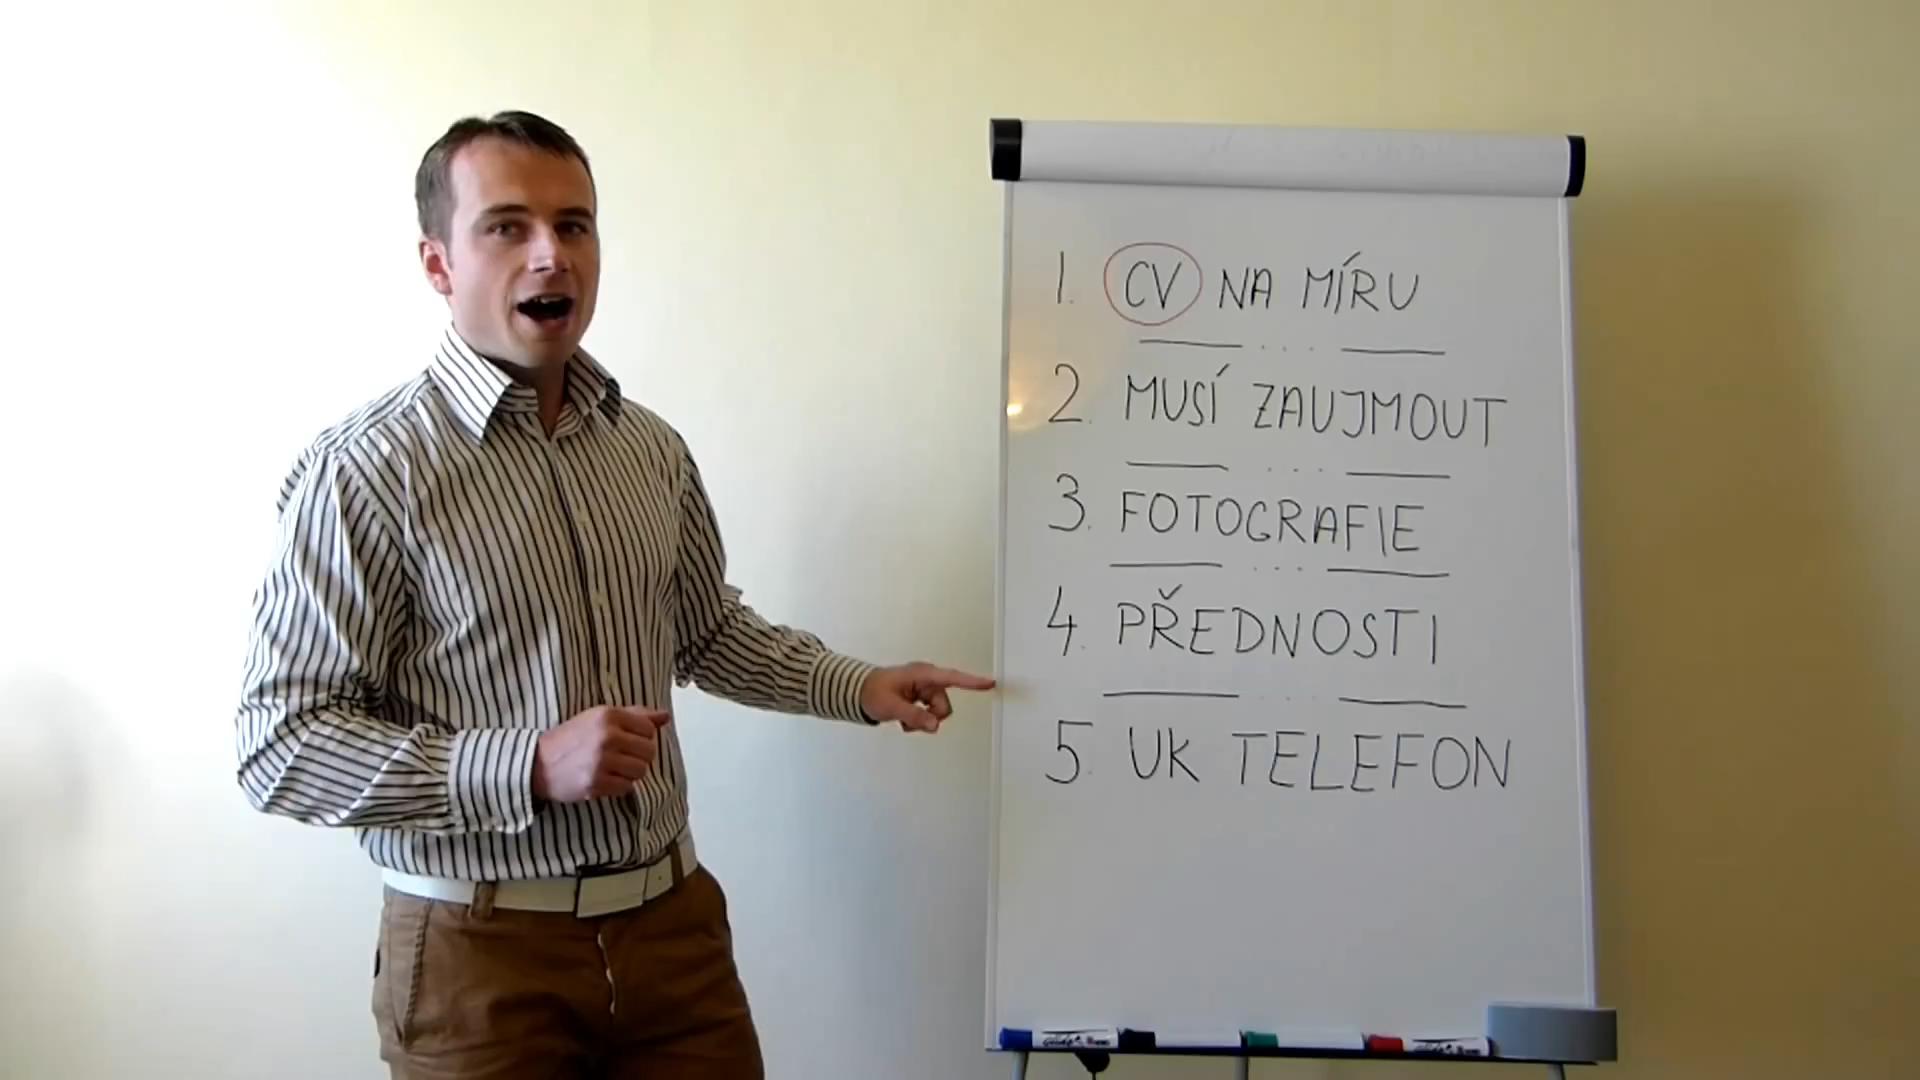 1. CV NA MÍRU
2. MUSÍ ZAUJMOUT
3. FOTOGRAFIE
4. PŘEDNOSTI
5. UK TELEFON